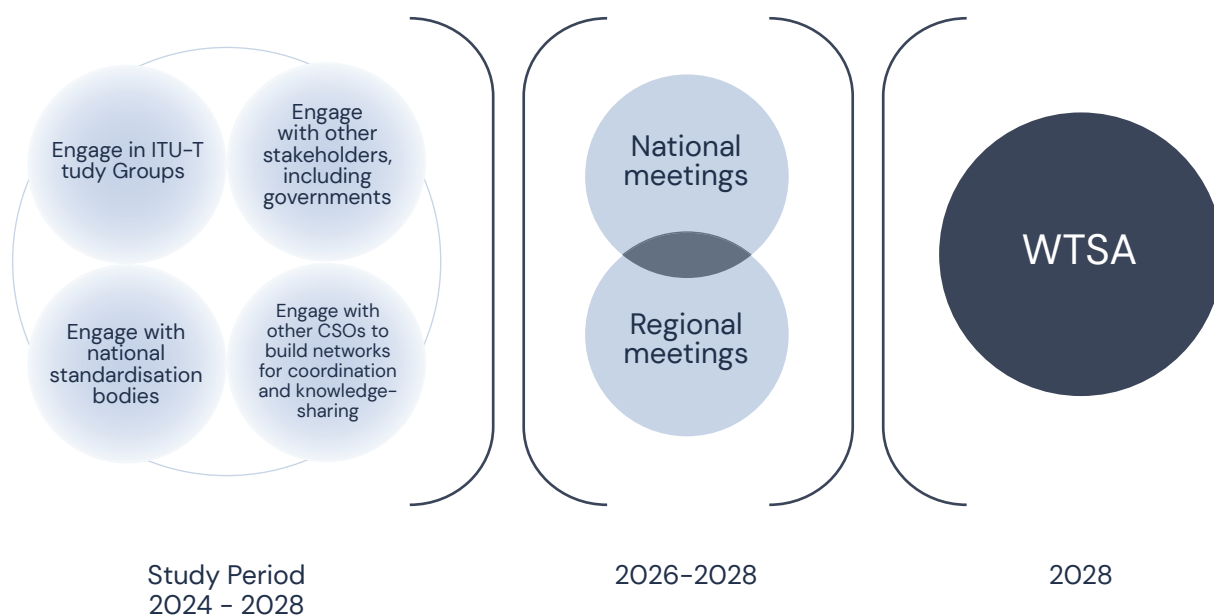 Engage in ITU-T
tudy Groups
Engage
with other
stakeholders,
including
governments
Engage with
national
standardisation
bodies
Engage with
other CSOs to
build networks
for coordination
and knowledge-
sharing
National
meetings
Regional
meetings
WTSA
Study Period
2024 - 2028
2026-2028
2028